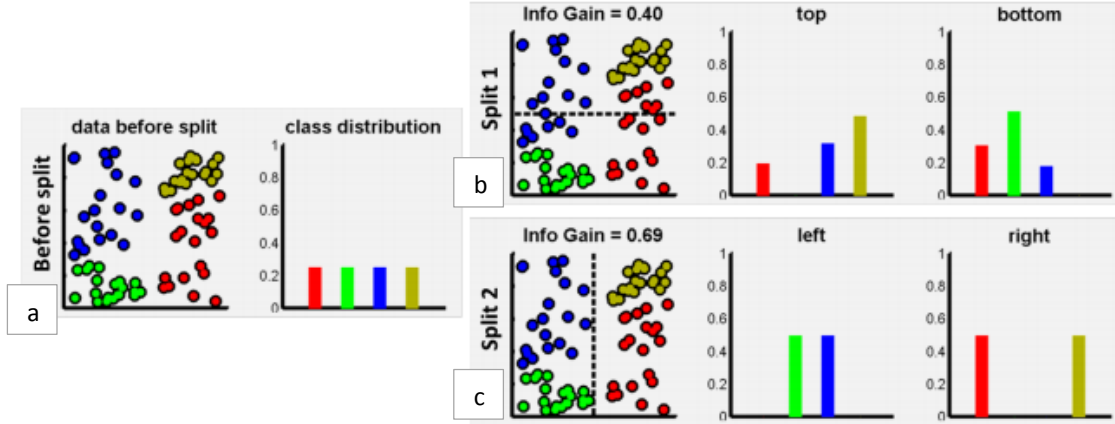 Before split
a
data before split
1
0.8
0.6
0.4
0.2
0
class distribution
Split 1
b
Info Gain = 0.40
top
1
0.8
0.6
0.4
0.2
0
bottom
1
0.8
0.6
0.4
0.2
0
Split 2
c
Info Gain = 0.69
left
1
0.8
0.6
0.4
0.2
0
right
1
0.8
0.6
0.4
0.2
0